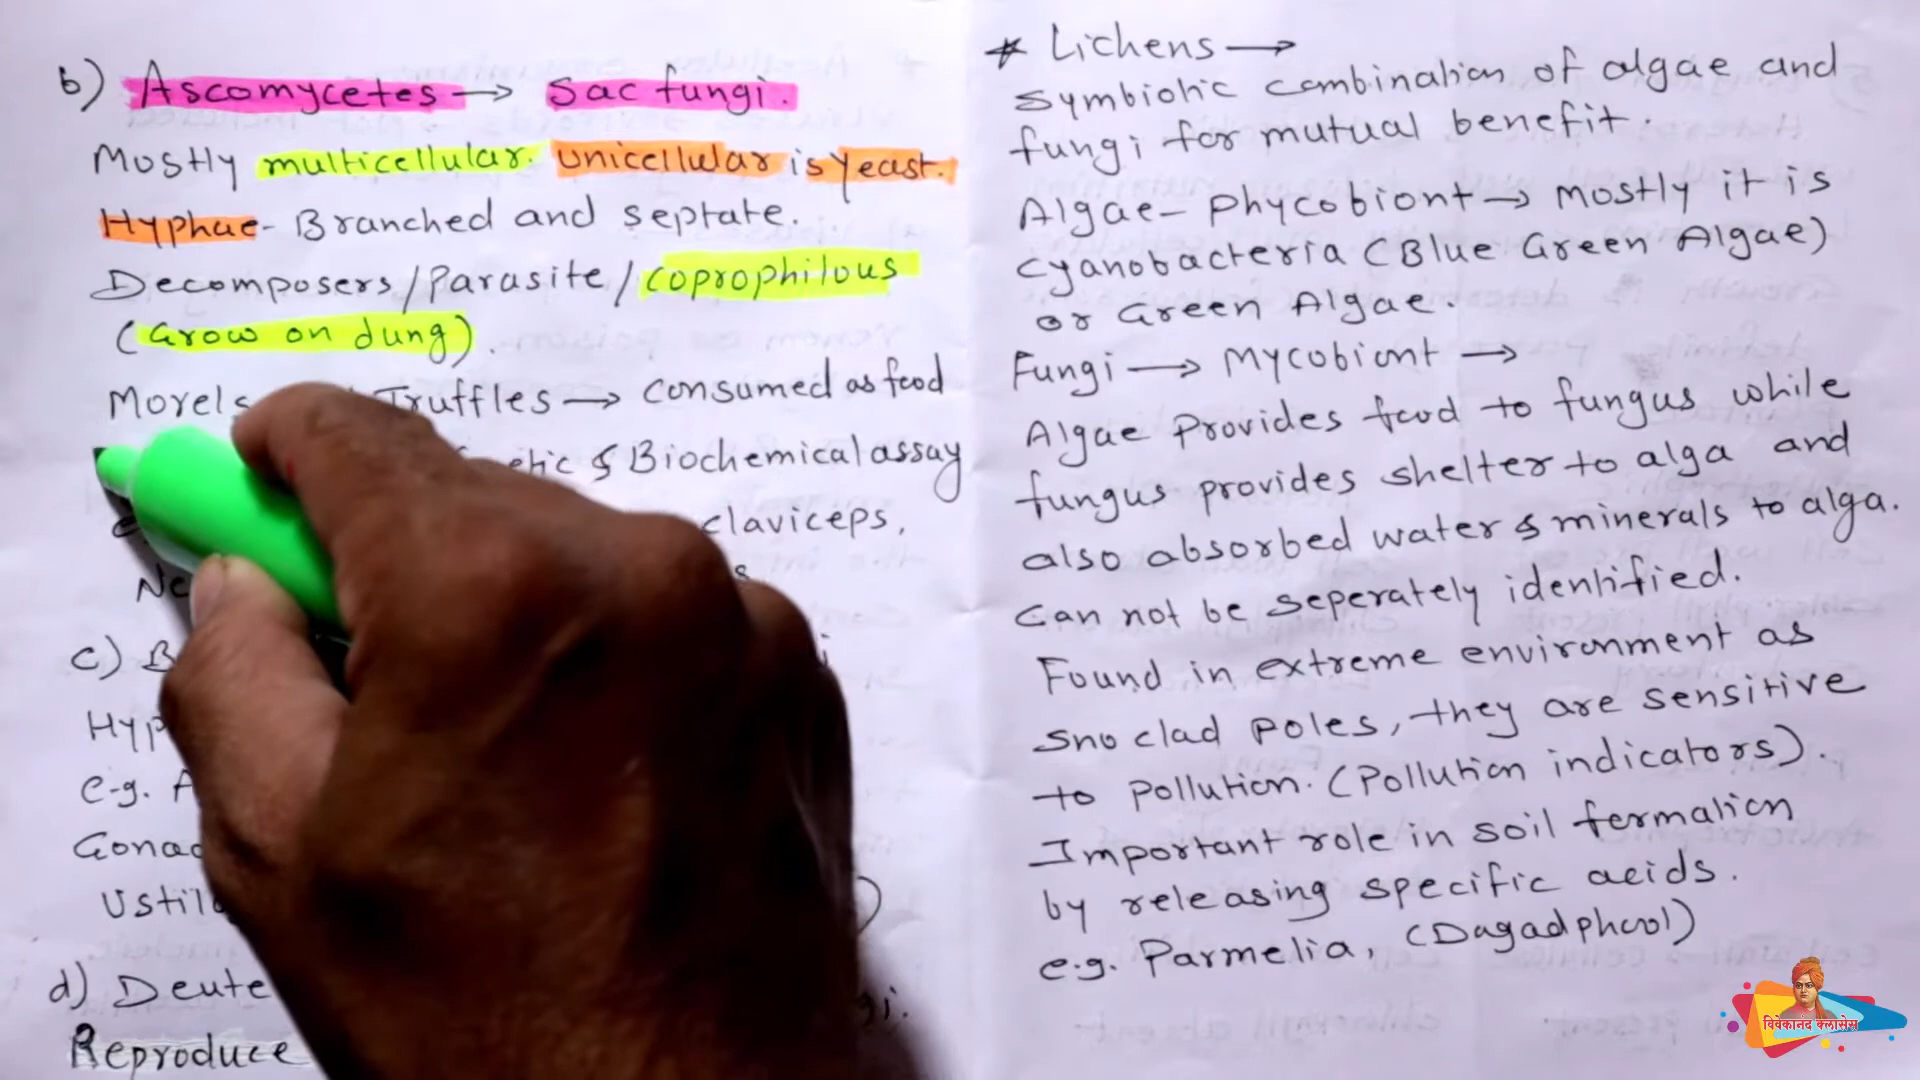 b) Ascomycetes → Sac fungi.
Mostly multicellular. Unicellular is yeast.
Hyphae - Branched and septate.
Decomposers/Parasite/Coprophilous
(Grow on dung).
Morels Truffles → Consumed as food
& Biochemical assay
claviceps,
c)
e.g.
d)
Reproduce
* Lichens →
Symbiotic combination of algae and
fungi for mutual benefit.
Algae - Phycobiont → Mostly it is
Cyanobacteria (Blue Green Algae)
or Green Algae.
Fungi → Mycobiont →
Algae Provides food to fungus while
fungus provides shelter to alga and
also absorbed water & minerals to alga.
Can not be seperately identified.
Found in extreme environment as
sno clad poles, they are sensitive
to pollution. (Pollution indicators).
Important role in soil formation
by releasing specific acids.
e.g. Parmelia, (Dagadphool)
विवेकानंद क्लासेस